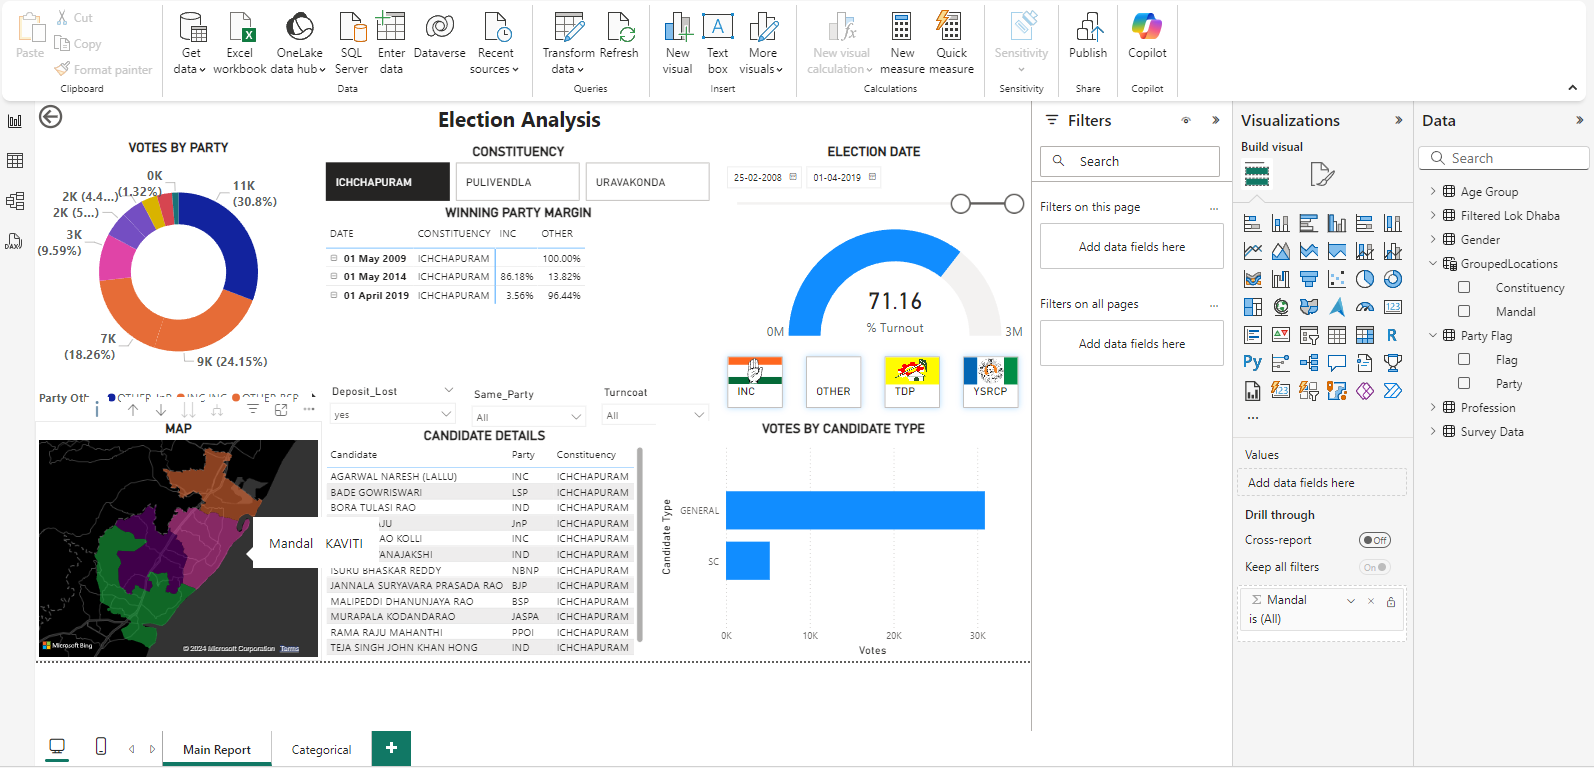 Paste
Cut
Copy
Format painter
Clipboard
Get data
Excel workbook
OneLake data hub
SQL Server
Enter data
Dataverse
Recent sources
Data
Transform data
Refresh
Queries
New visual
Text box
More visuals
Insert
New visual calculation
New measure
Quick measure
Calculations
Sensitivity
Sensitivity
Publish
Share
Copilot
Copilot
Election Analysis
VOTES BY PARTY
0K
(1.32%)
2K (4.4...)
2K (5...)
3K
(9.59%)
7K
(18.26%)
9K (24.15%)
11K
(30.8%)
CONSTITUENCY
ICHCHAPURAM
PULIVENDLA
URAVAKONDA
WINNING PARTY MARGIN
DATE CONSTITUENCY INC OTHER
01 May 2009 ICHCHAPURAM 100.00%
01 May 2014 ICHCHAPURAM 86.18% 13.82%
01 April 2019 ICHCHAPURAM 3.56% 96.44%
ELECTION DATE
25-02-2008
01-04-2019
71.16
% Turnout
0M
3M
INC
OTHER
TDP
YSRCP
Deposit_Lost
yes
Same_Party
All
Turncoat
All
MAP
Mandal KAVITI
Microsoft Bing
© 2024 Microsoft Corporation Terms
CANDIDATE DETAILS
Candidate Party Constituency
AGARWAL NARESH (LALLU) INC ICHCHAPURAM
BADE GOWRISWARI LSP ICHCHAPURAM
BORA TULASI RAO IND ICHCHAPURAM
JnP ICHCHAPURAM
AO KOLLI INC ICHCHAPURAM
ANAJAKSHI IND ICHCHAPURAM
ISURU BHASKAR REDDY NBNP ICHCHAPURAM
JANNALA SURYAVARA PRASADA RAO BJP ICHCHAPURAM
MALIPEDDI DHANUNJAYA RAO BSP ICHCHAPURAM
MURAPALA KODANDARAO JASPA ICHCHAPURAM
RAMA RAJU MAHANTHI PPOI ICHCHAPURAM
TEJA SINGH JOHN KHAN HONG IND ICHCHAPURAM
VOTES BY CANDIDATE TYPE
Candidate Type
GENERAL
SC
0K 10K 20K 30K
Votes
Main Report
Categorical
+
Filters
Search
Filters on this page
...
Add data fields here
Filters on all pages
...
Add data fields here
Visualizations
Build visual
123
R
Py
123
...
Values
Add data fields here
Drill through
Cross-report
Off
Keep all filters
On
Mandal
is (All)
Data
Search
Age Group
Filtered Lok Dhaba
Gender
GroupedLocations
Constituency
Mandal
Party Flag
Flag
Party
Profession
Survey Data